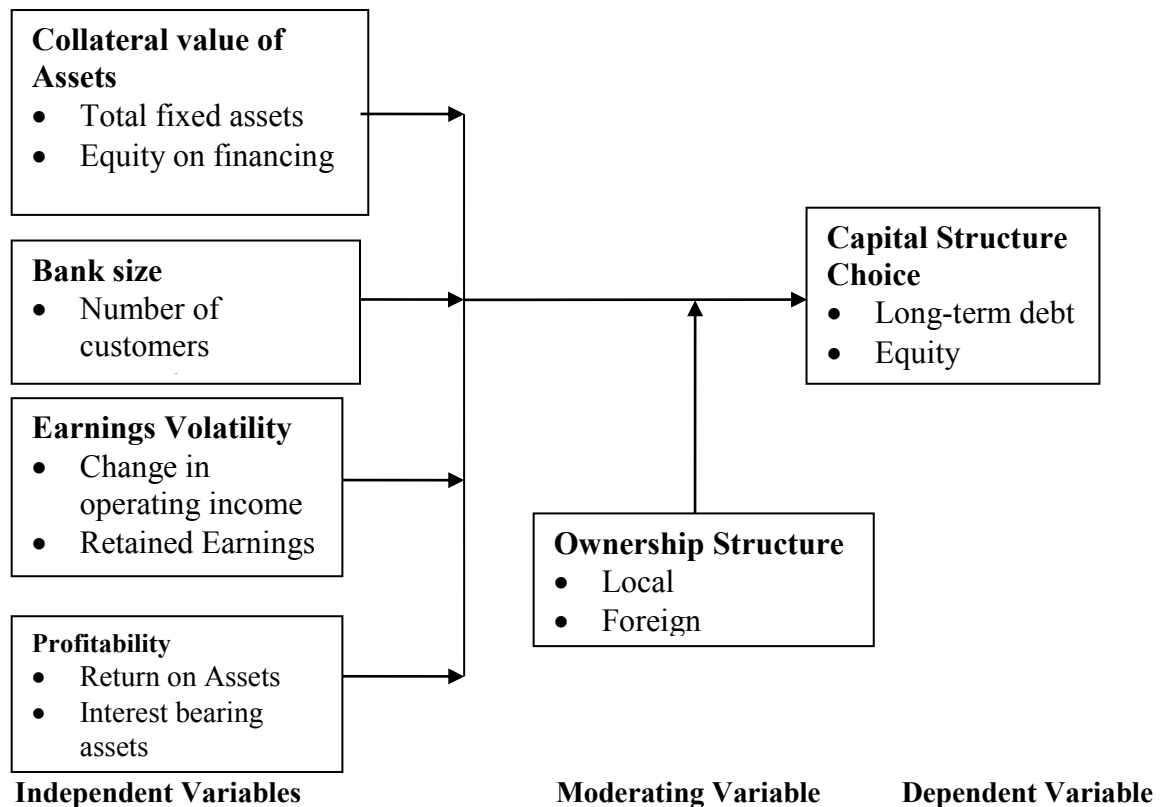 Collateral value of
Assets
• Total fixed assets
• Equity on financing
Bank size
• Number of
customers
Earnings Volatility
• Change in
operating income
• Retained Earnings
Profitability
• Return on Assets
• Interest bearing
assets
Capital Structure
Choice
• Long-term debt
• Equity
Ownership Structure
• Local
• Foreign
Independent Variables
Moderating Variable
Dependent Variable